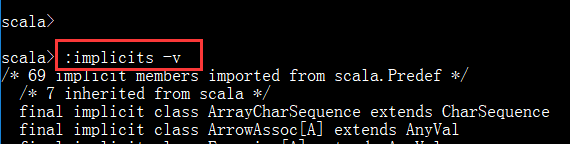 scala>
scala> :implicits -v
/* 69 implicit members imported from scala.Predef */
/* 7 inherited from scala */
final implicit class ArrayCharSequence extends CharSequence
final implicit class ArrowAssoc[A] extends AnyVal